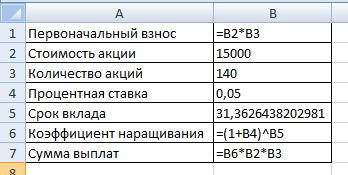 A B
1 Первоначальный взнос =B2*B3
2 Стоимость акции 15000
3 Количество акций 140
4 Процентная ставка 0,05
5 Срок вклада 31,3626438202981
6 Коэффициент наращивания =(1+B4)^B5
7 Сумма выплат =B6*B2*B3
8